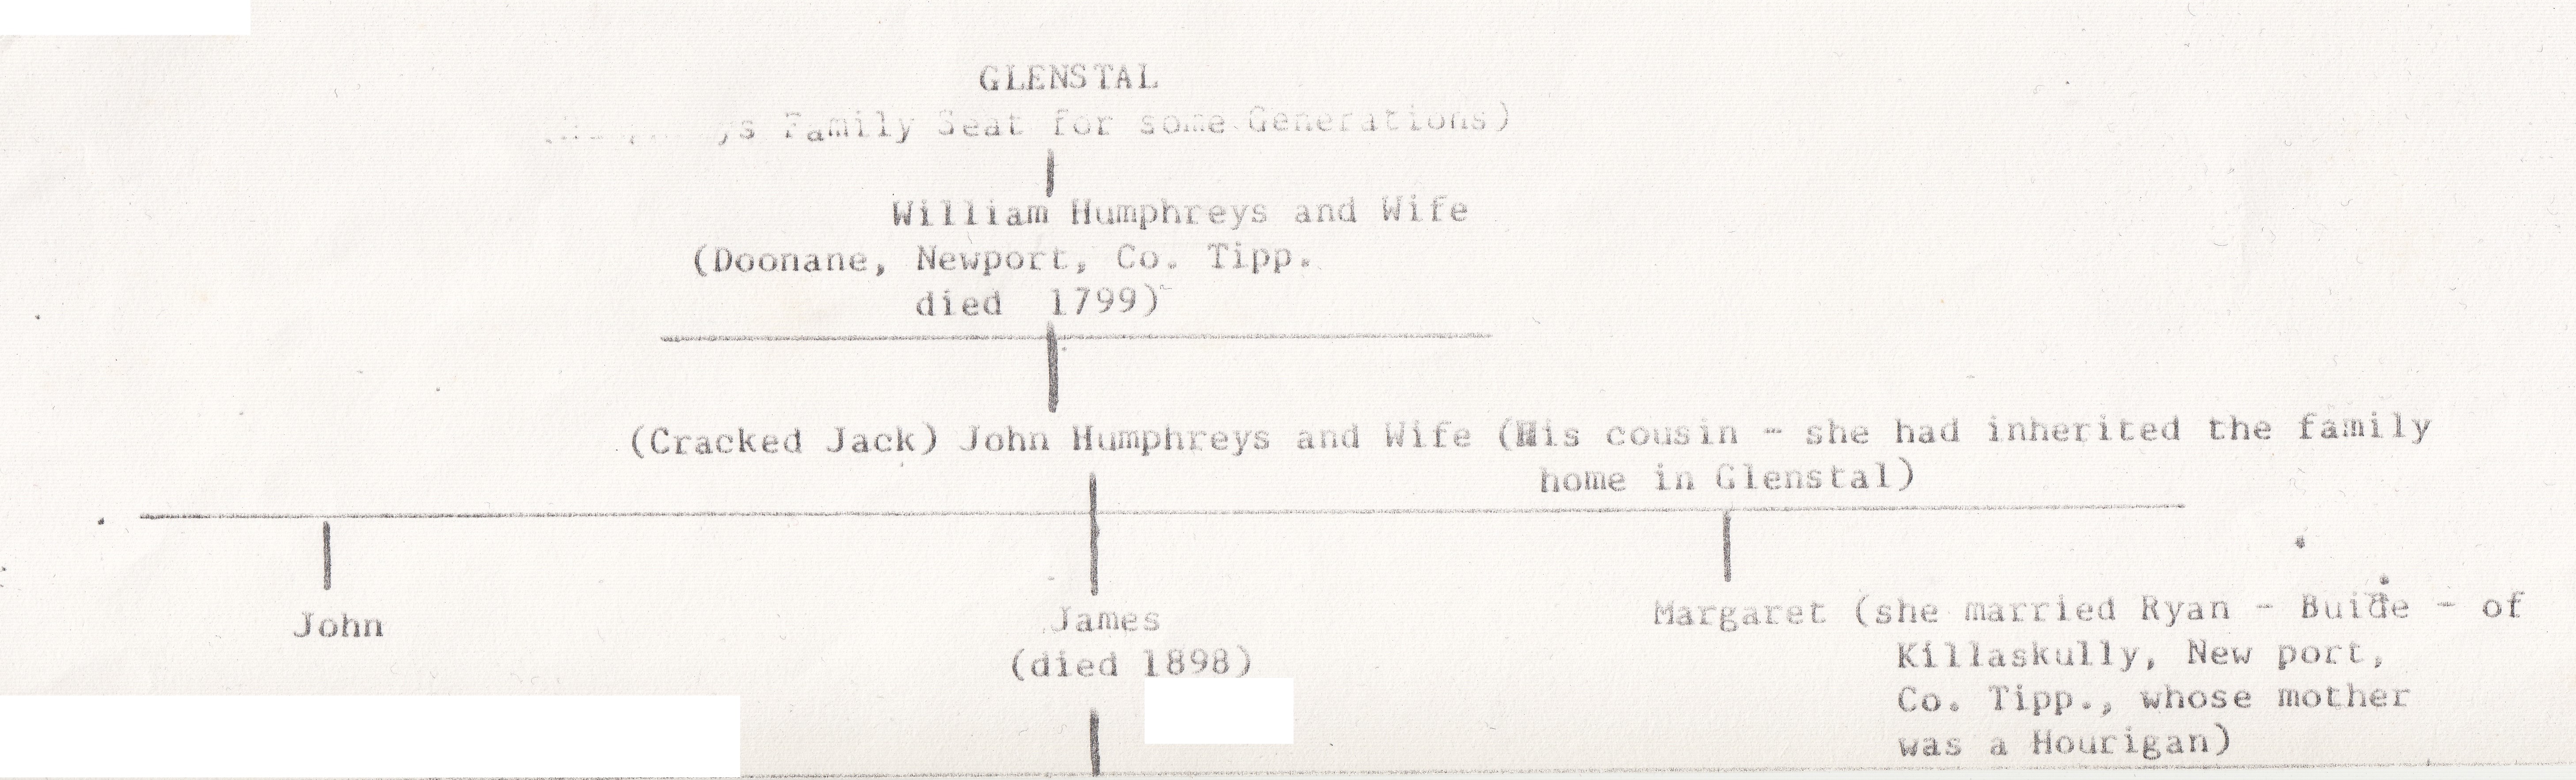 GLENSTAL
ys Family Seat for some Generations)
William Humphreys and Wife
(Doonane, Newport, Co. Tipp.
died 1799)
(Cracked Jack) John Humphreys and Wife (His cousin - she had inherited the family
home in Glenstal)
John
James
(died 1898)
Margaret (she married Ryan - Buide - of
Killaskully, New port,
Co. Tipp., whose mother
was a Hourigan)